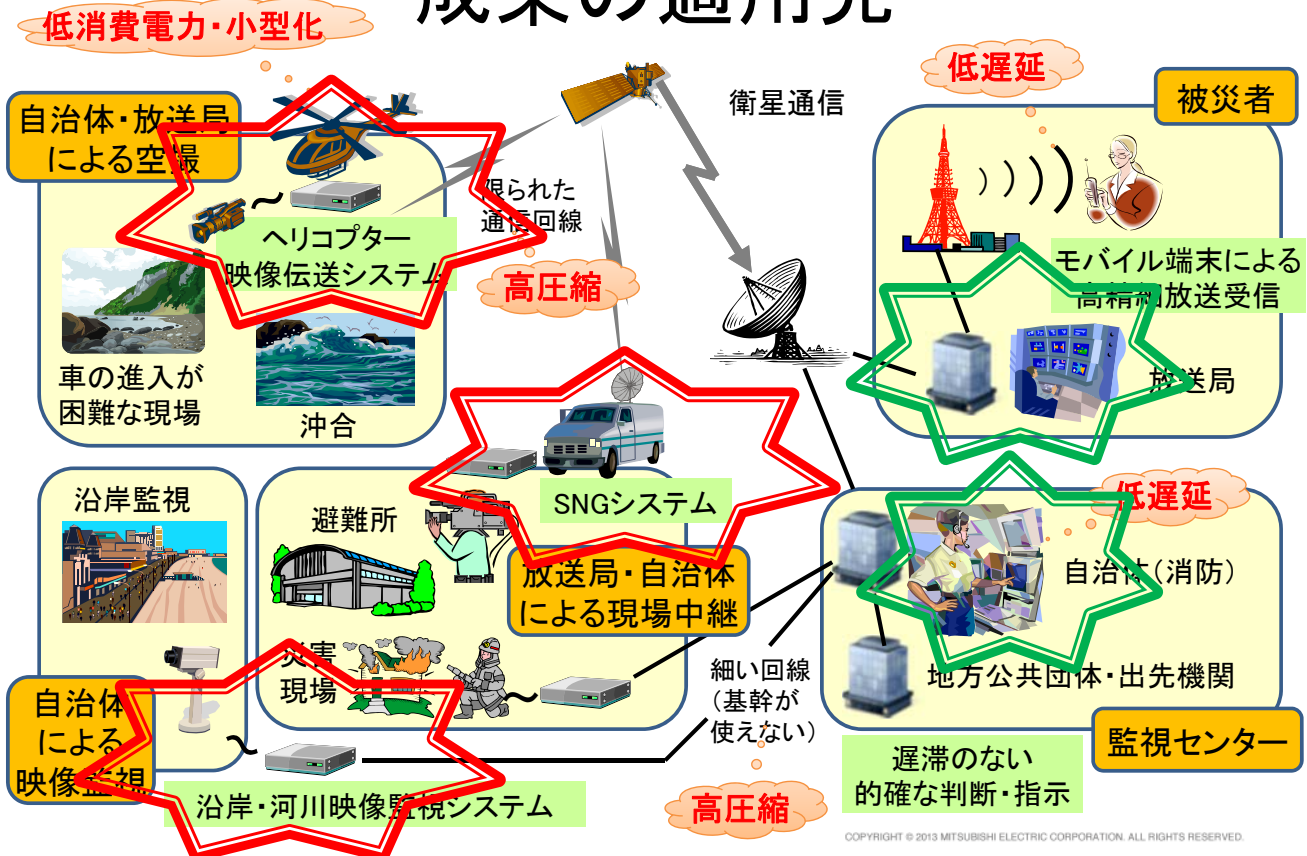 成果の適用先
低消費電力・小型化
低遅延
被災者
自治体・放送局
による空撮
衛星通信
限られた
通信回線
ヘリコプター
映像伝送システム
高圧縮
モバイル端末による
高精細放送受信
車の進入が
困難な現場
沖合
放送局
沿岸監視
避難所
SNGシステム
低遅延
放送局・自治体
による現場中継
自治体(消防)
災害
現場
細い回線
(基幹が
使えない)
地方公共団体・出先機関
自治体
による
映像監視
監視センター
遅滞のない
的確な判断・指示
沿岸・河川映像監視システム
高圧縮
COPYRIGHT © 2013 MITSUBISHI ELECTRIC CORPORATION. ALL RIGHTS RESERVED.